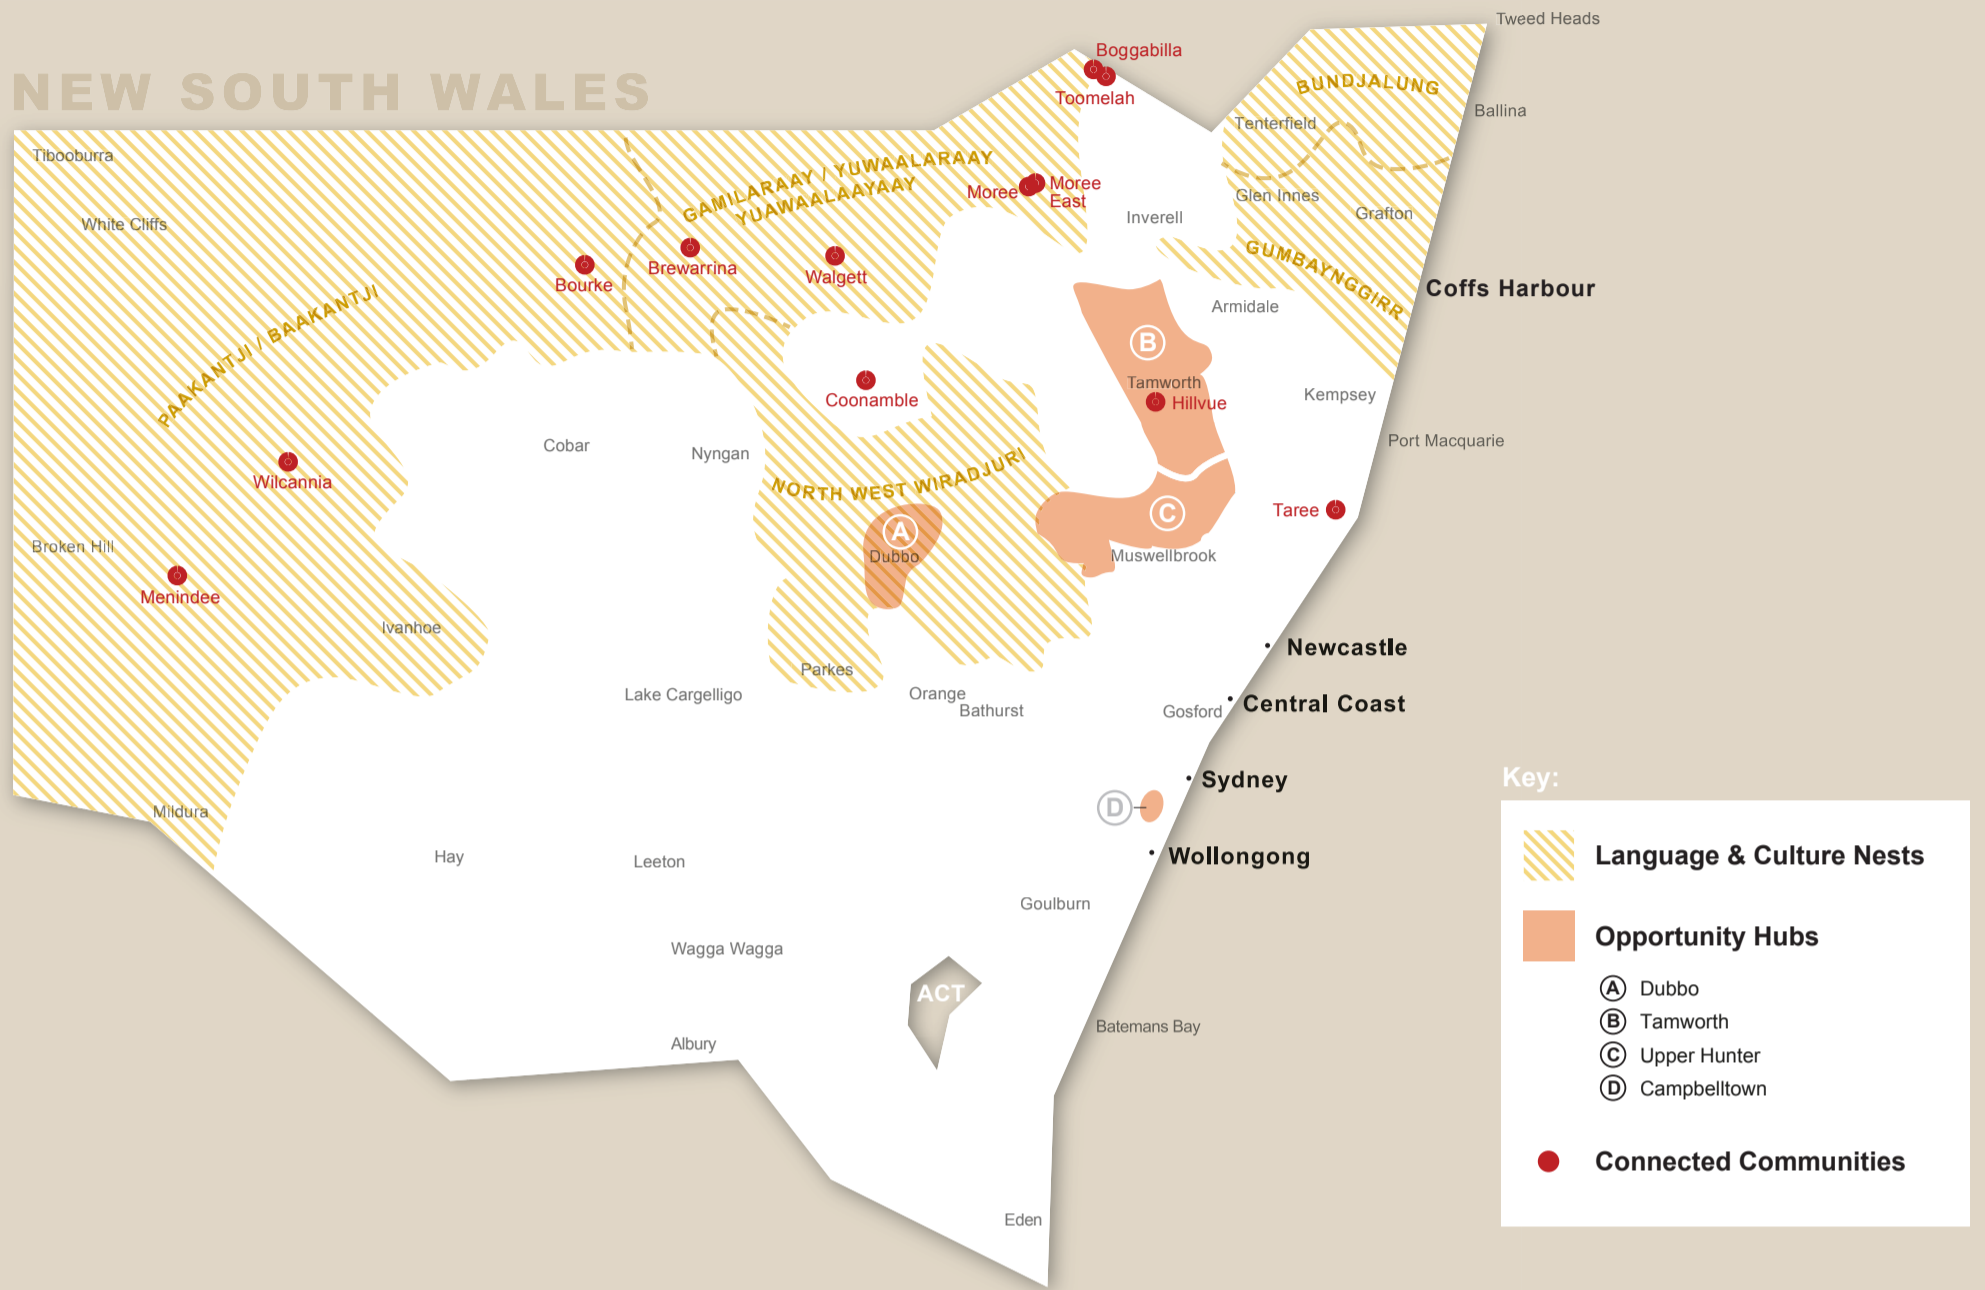 NEW SOUTH WALES
Tweed Heads
Boggabilla
Toomelah
BUNDJALUNG
Ballina
Tenterfield
Tibooburra
GAMILARAAY / YUWAALARAAY
YUAWAALAAYAAY
Moree
Moree
East
Glen Innes
Grafton
Inverell
White Cliffs
Bourke
Brewarrina
Walgett
GUMBAYNGGIRR
Coffs Harbour
Armidale
PAAKANTJI / BAAKANTJI
B
Tamworth
Hillvue
Kempsey
Coonamble
Port Macquarie
Cobar
Nyngan
NORTH WEST WIRADJURI
Wilcannia
C
Taree
A
Dubbo
Muswellbrook
Broken Hill
Menindee
Ivanhoe
Newcastle
Parkes
Lake Cargelligo
Orange
Bathurst
Gosford
Central Coast
Sydney
D
Mildura
Hay
Leeton
Wollongong
Goulburn
Wagga Wagga
ACT
Albury
Batemans Bay
Eden
Key:
Language & Culture Nests
Opportunity Hubs
A Dubbo
B Tamworth
C Upper Hunter
D Campbelltown
Connected Communities